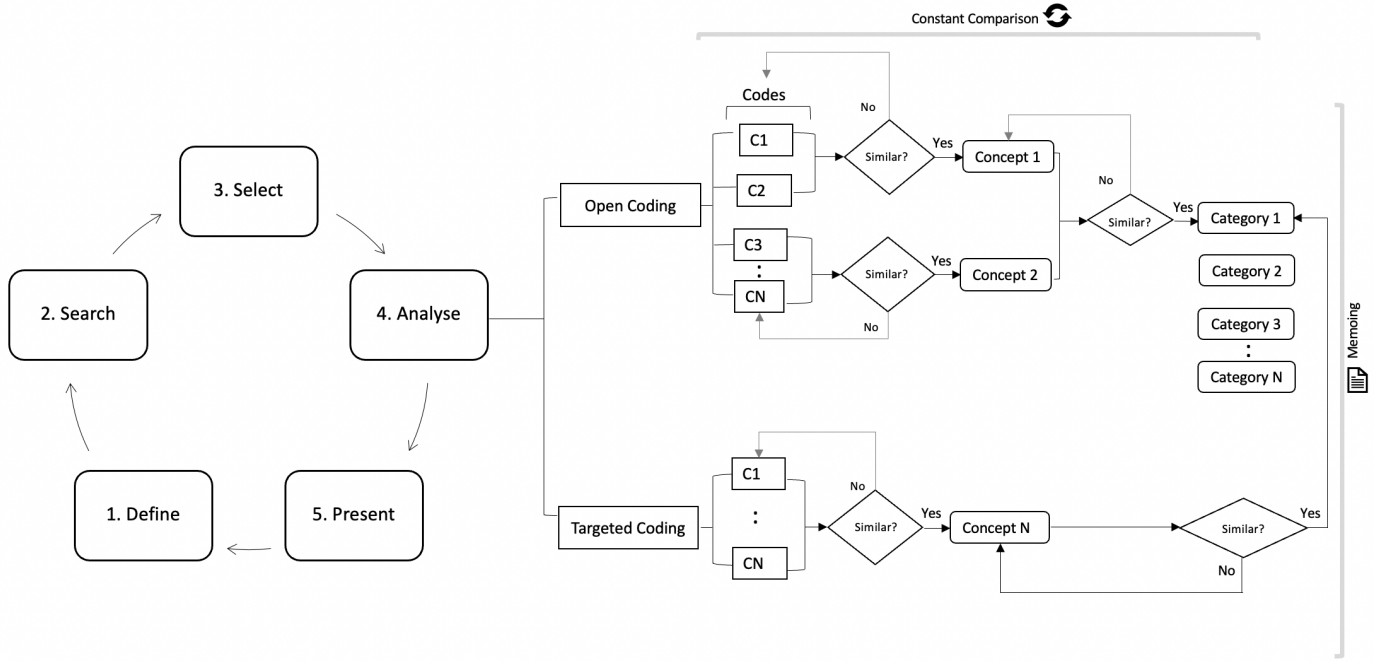 Constant Comparison
3. Select
2. Search
4. Analyse
1. Define
5. Present
Open Coding
Codes
C1
C2
C3
CN
Similar?
No
Yes
Concept 1
Similar?
No
Yes
Concept 2
Similar?
No
Yes
Category 1
Category 2
Category 3
Category N
Targeted Coding
C1
CN
Similar?
No
Yes
Concept N
Similar?
No
Yes
Memoing